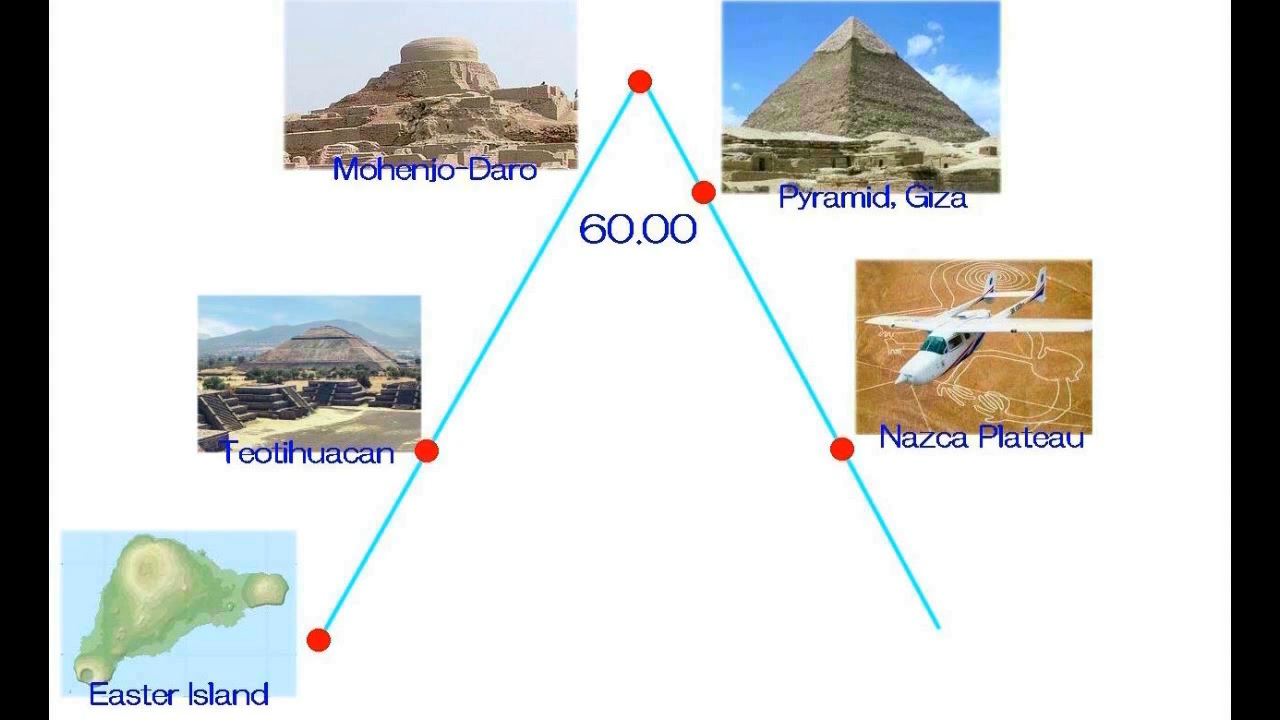 Mohenjo-Daro
Pyramid, Giza
60.00
Teotihuacan
Nazca Plateau
Easter Island